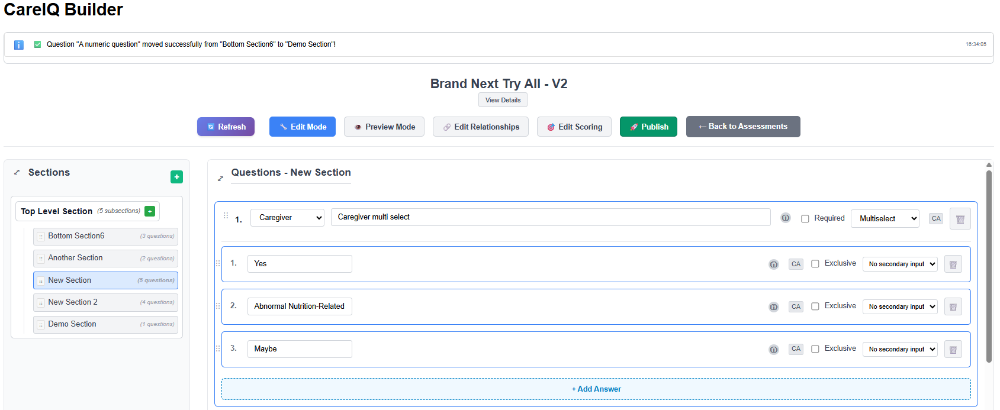 CareIQ Builder
Question "A numeric question" moved successfully from "Bottom Section6" to "Demo Section"!
16:34:05
Brand Next Try All - V2
View Details
Refresh
Edit Mode
Preview Mode
Edit Relationships
Edit Scoring
Publish
← Back to Assessments
Sections
+
Top Level Section (5 subsections) +
Bottom Section6 (3 questions)
Another Section (2 questions)
New Section (5 questions)
New Section 2 (4 questions)
Demo Section (1 questions)
Questions - New Section
1. Caregiver Caregiver multi select Required Multiselect CA
1. Yes CA Exclusive No secondary input
2. Abnormal Nutrition-Related CA Exclusive No secondary input
3. Maybe CA Exclusive No secondary input
+ Add Answer